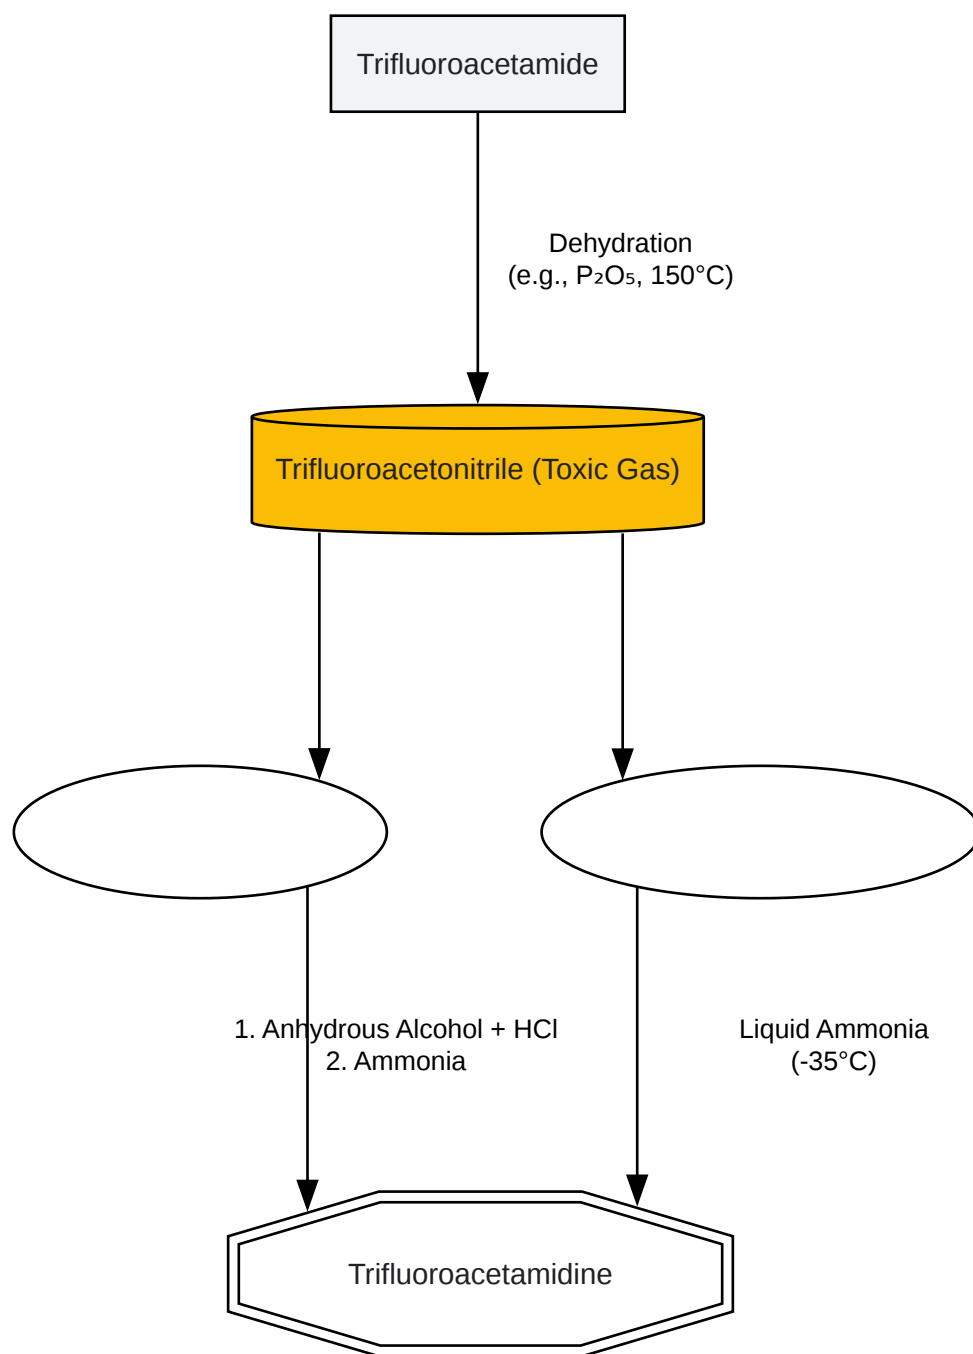 Trifluoroacetamide
Dehydration
(e.g., P₂O₅, 150°C)
Trifluoroacetonitrile (Toxic Gas)
1. Anhydrous Alcohol + HCl
2. Ammonia
Liquid Ammonia
(-35°C)
Trifluoroacetamidine